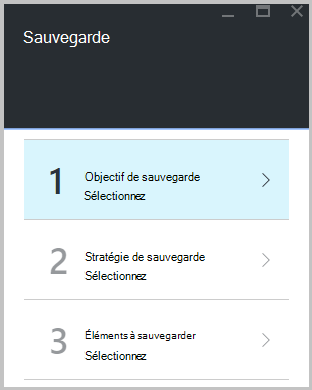 Sauvegarde
1
Objectif de sauvegarde
Sélectionnez
2
Stratégie de sauvegarde
Sélectionnez
3
Éléments à sauvegarder
Sélectionnez